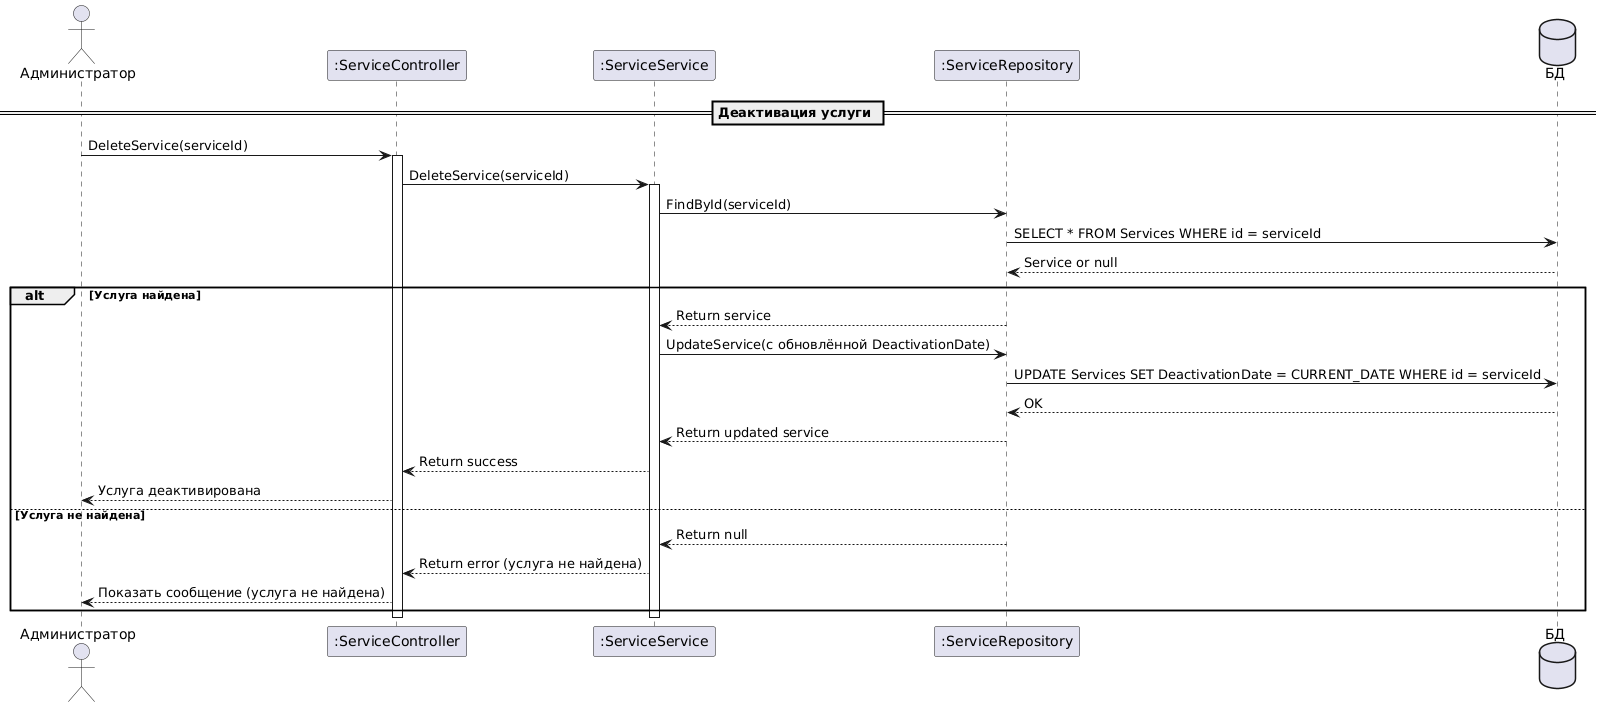 Администратор
:ServiceController
:ServiceService
:ServiceRepository
БД
Деактивация услуги
DeleteService(serviceId)
DeleteService(serviceId)
FindById(serviceId)
SELECT * FROM Services WHERE id = serviceId
Service or null
alt
[Услуга найдена]
Return service
UpdateService(с обновлённой DeactivationDate)
UPDATE Services SET DeactivationDate = CURRENT_DATE WHERE id = serviceId
OK
Return updated service
Return success
Услуга деактивирована
[Услуга не найдена]
Return null
Return error (услуга не найдена)
Показать сообщение (услуга не найдена)
Администратор
:ServiceController
:ServiceService
:ServiceRepository
БД